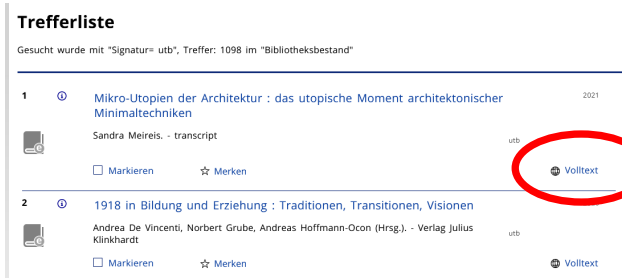 Trefferliste
Gesucht wurde mit "Signatur= utb", Treffer: 1098 im "Bibliotheksbestand"
1 Mikro-Utopien der Architektur : das utopische Moment architektonischer 2021
Minimaltechniken
Sandra Meireis. - transcript
utb
Markieren Merken Volltext
2 1918 in Bildung und Erziehung : Traditionen, Transitionen, Visionen
Andrea De Vincenti, Norbert Grube, Andreas Hoffmann-Ocon (Hrsg.). - Verlag Julius
Klinkhardt
utb
Markieren Merken Volltext